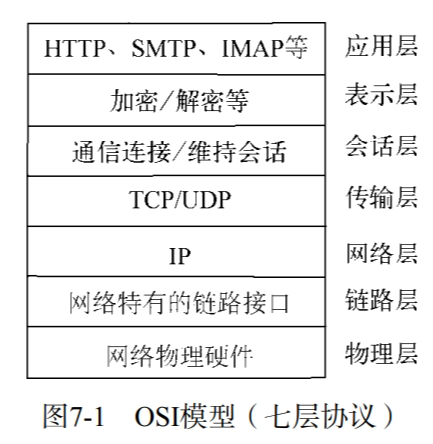 HTTP、SMTP、IMAP等 应用层
加密/解密等 表示层
通信连接/维持会话 会话层
TCP/UDP 传输层
IP 网络层
网络特有的链路接口 链路层
网络物理硬件 物理层
图7-1 OSI模型（七层协议）